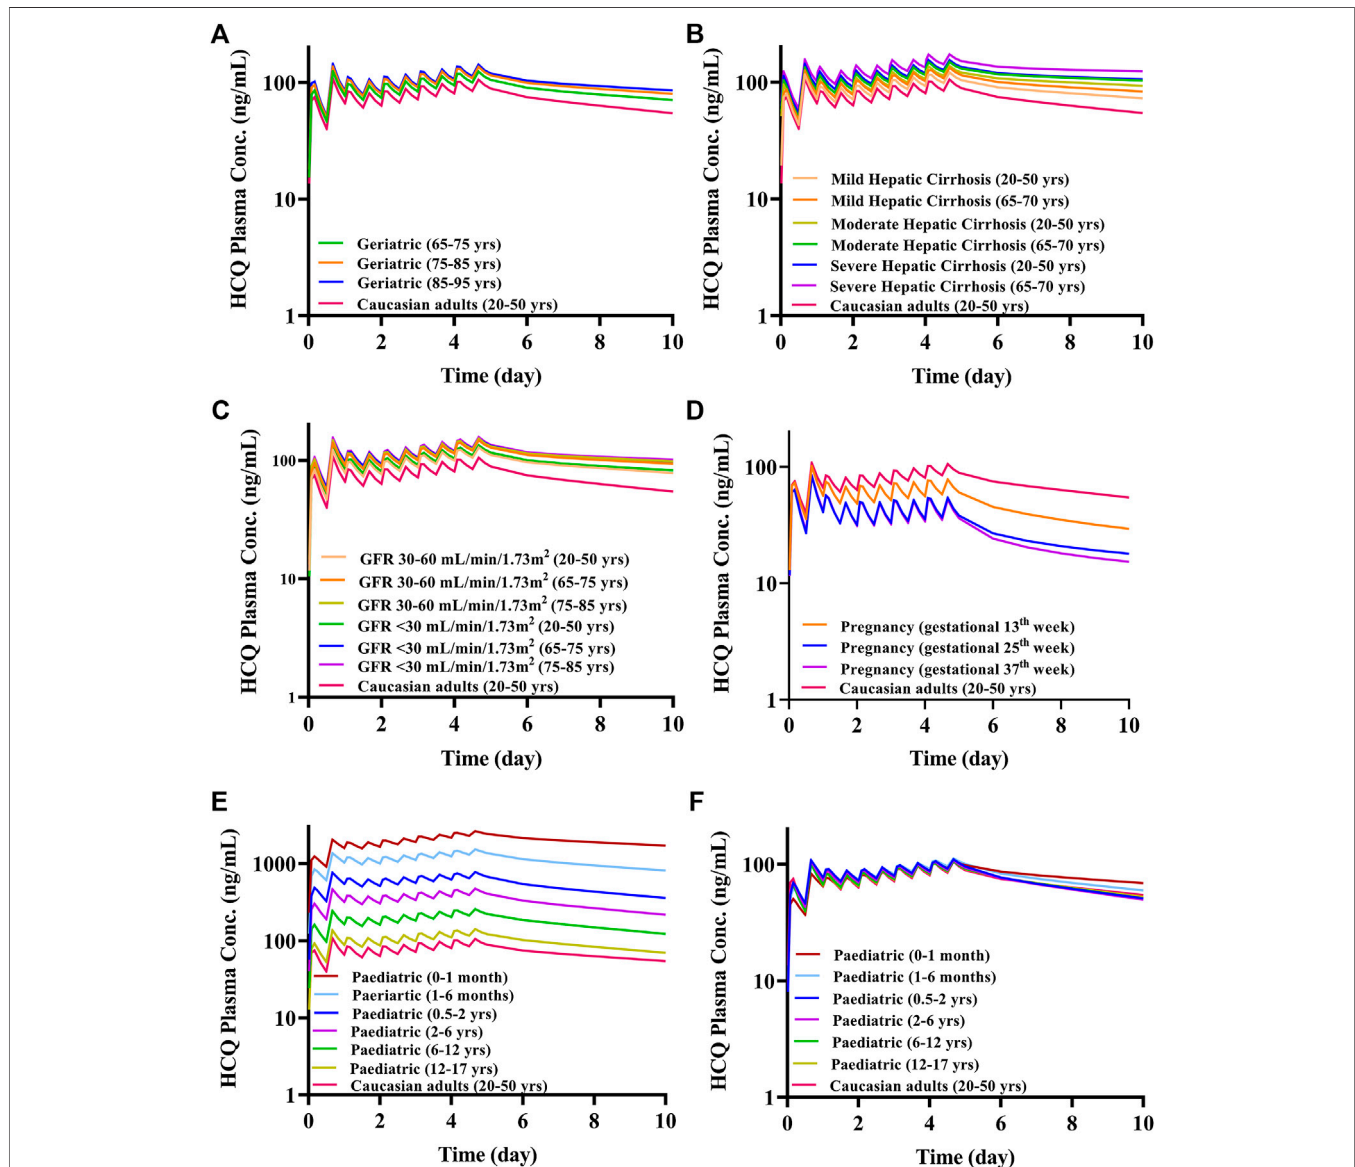 A
HCQ Plasma Conc. (ng/mL)
100
10
1
Geriatric (65-75 yrs)
Geriatric (75-85 yrs)
Geriatric (85-95 yrs)
Caucasian adults (20-50 yrs)
0 2 4 6 8 10
Time (day)
B
HCQ Plasma Conc. (ng/mL)
100
10
1
Mild Hepatic Cirrhosis (20-50 yrs)
Mild Hepatic Cirrhosis (65-70 yrs)
Moderate Hepatic Cirrhosis (20-50 yrs)
Moderate Hepatic Cirrhosis (65-70 yrs)
Severe Hepatic Cirrhosis (20-50 yrs)
Severe Hepatic Cirrhosis (65-70 yrs)
Caucasian adults (20-50 yrs)
0 2 4 6 8 10
Time (day)
C
HCQ Plasma Conc. (ng/mL)
100
10
1
GFR 30-60 mL/min/1.73m² (20-50 yrs)
GFR 30-60 mL/min/1.73m² (65-75 yrs)
GFR 30-60 mL/min/1.73m² (75-85 yrs)
GFR <30 mL/min/1.73m² (20-50 yrs)
GFR <30 mL/min/1.73m² (65-75 yrs)
GFR <30 mL/min/1.73m² (75-85 yrs)
Caucasian adults (20-50 yrs)
0 2 4 6 8 10
Time (day)
D
HCQ Plasma Conc. (ng/mL)
100
10
1
Pregnancy (gestational 13th week)
Pregnancy (gestational 25th week)
Pregnancy (gestational 37th week)
Caucasian adults (20-50 yrs)
0 2 4 6 8 10
Time (day)
E
HCQ Plasma Conc. (ng/mL)
1000
100
10
1
Paediatric (0-1 month)
Paeriartic (1-6 months)
Paediatric (0.5-2 yrs)
Paediatric (2-6 yrs)
Paediatric (6-12 yrs)
Paediatric (12-17 yrs)
Caucasian adults (20-50 yrs)
0 2 4 6 8 10
Time (day)
F
HCQ Plasma Conc. (ng/mL)
100
10
1
Paediatric (0-1 month)
Paediatric (1-6 months)
Paediatric (0.5-2 yrs)
Paediatric (2-6 yrs)
Paediatric (6-12 yrs)
Paediatric (12-17 yrs)
Caucasian adults (20-50 yrs)
0 2 4 6 8 10
Time (day)